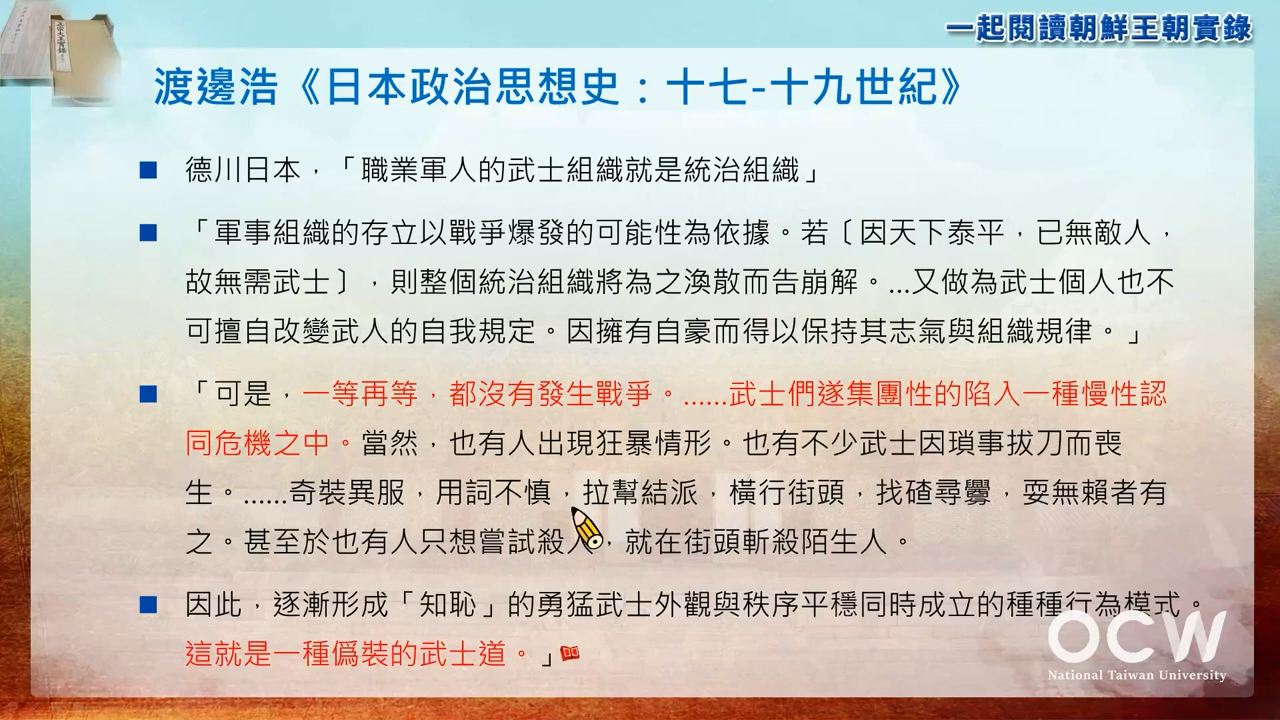 一起閱讀朝鮮王朝實錄
渡邊浩《日本政治思想史：十七-十九世紀》
德川日本，「職業軍人的武士組織就是統治組織」
「軍事組織的存立以戰爭爆發的可能性為依據。若〔因天下泰平，已無敵人，
故無需武士〕，則整個統治組織將為之渙散而告崩解。...又做為武士個人也不
可擅自改變武人的自我規定。因擁有自豪而得以保持其志氣與組織規律。」
「可是，一等再等，都沒有發生戰爭。......武士們遂集團性的陷入一種慢性認
同危機之中。當然，也有人出現狂暴情形。也有不少武士因瑣事拔刀而喪
生。......奇裝異服，用詞不慎，拉幫結派，橫行街頭，找碴尋釁，耍無賴者有
之。甚至於也有人只想嘗試殺人，就在街頭斬殺陌生人。
因此，逐漸形成「知恥」的勇猛武士外觀與秩序平穩同時成立的種種行為模式。
這就是一種偽裝的武士道。」
OCW
National Taiwan University